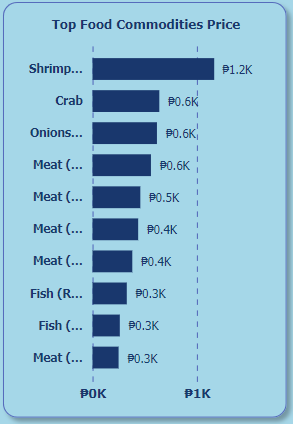 Top Food Commodities Price
Shrimp... ₱1.2K
Crab ₱0.6K
Onions... ₱0.6K
Meat (... ₱0.6K
Meat (... ₱0.5K
Meat (... ₱0.4K
Meat (... ₱0.4K
Fish (R... ₱0.3K
Fish (... ₱0.3K
Meat (... ₱0.3K
₱0K ₱1K